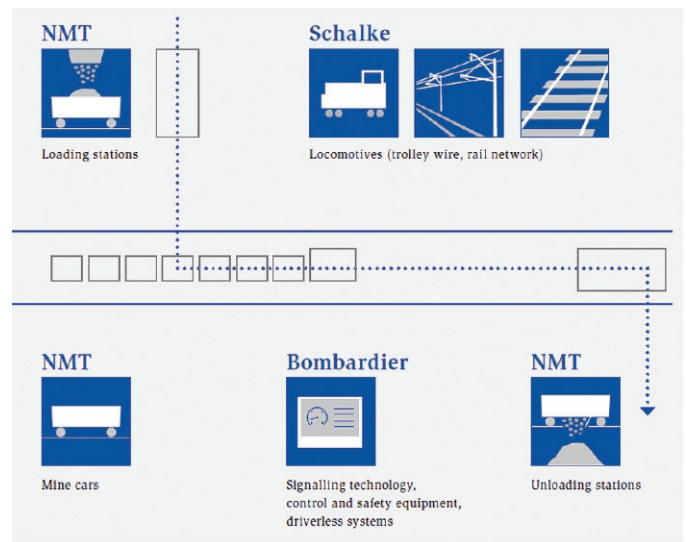 NMT
Loading stations
Schalke
Locomotives (trolley wire, rail network)
NMT
Mine cars
Bombardier
Signalling technology,
control and safety equipment,
driverless systems
NMT
Unloading stations